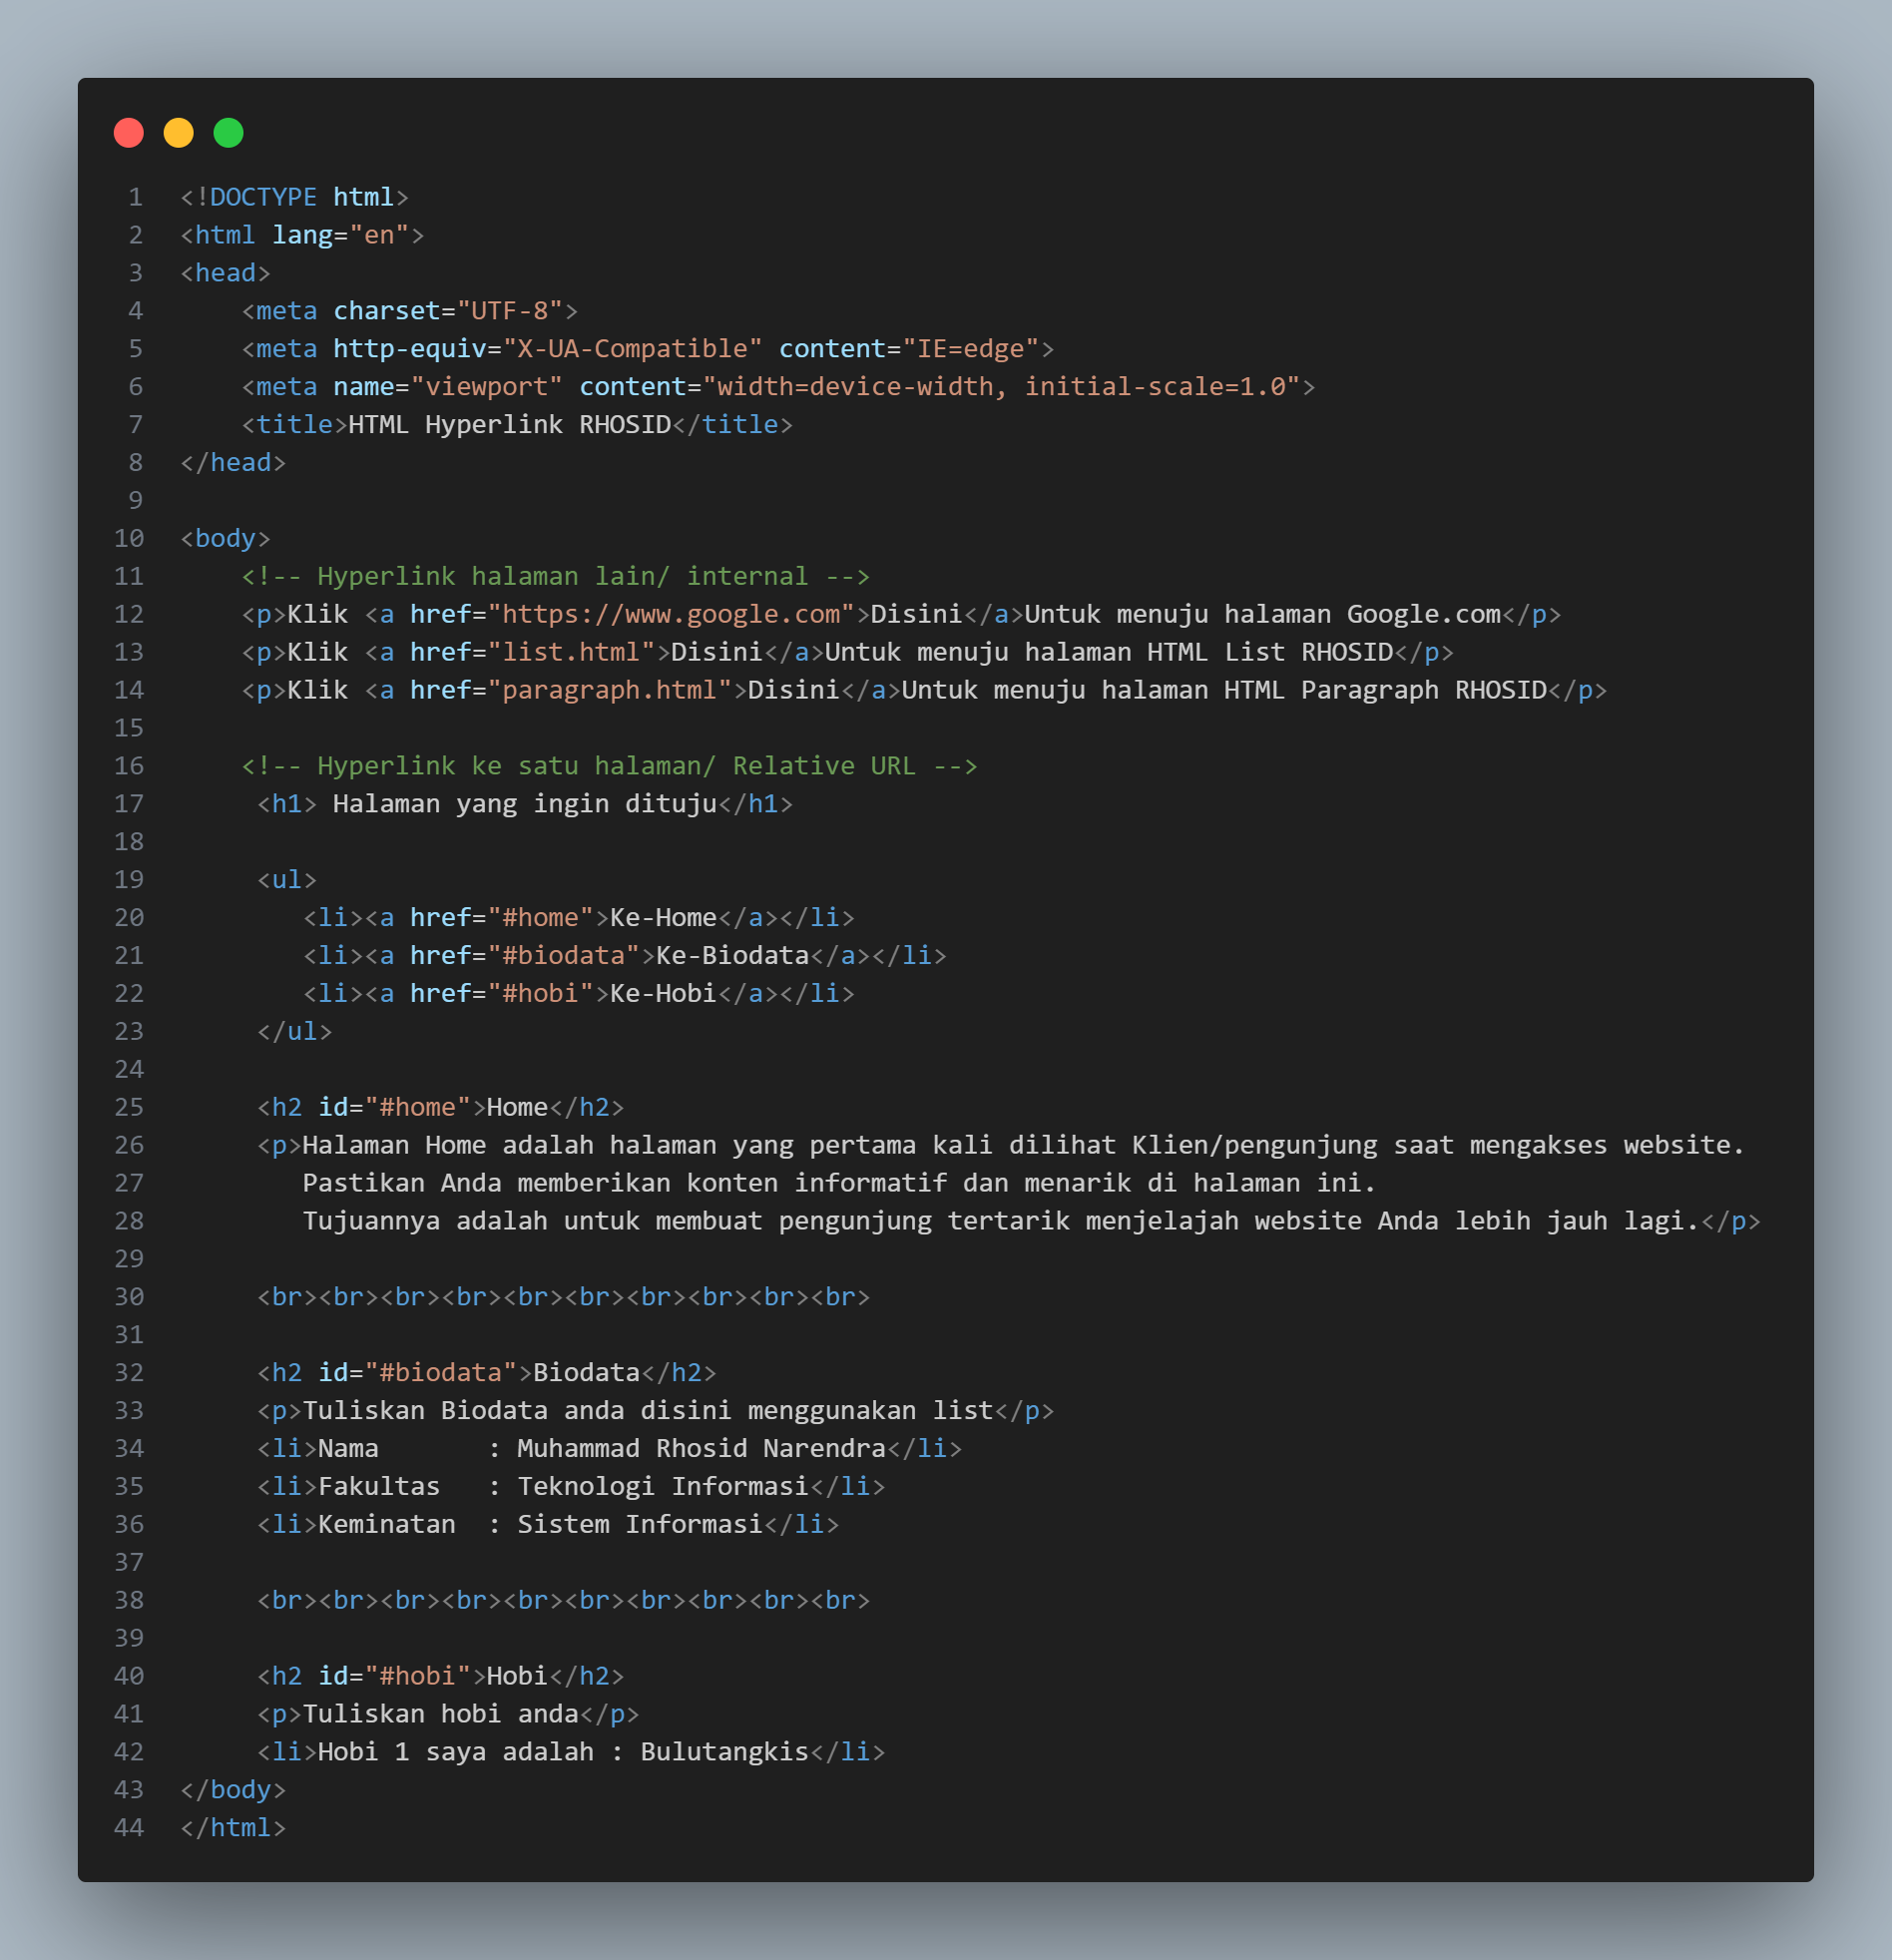 1 <!DOCTYPE html>
2 <html lang="en">
3 <head>
4     <meta charset="UTF-8">
5     <meta http-equiv="X-UA-Compatible" content="IE=edge">
6     <meta name="viewport" content="width=device-width, initial-scale=1.0">
7     <title>HTML Hyperlink RHOSID</title>
8 </head>
9
10 <body>
11     <!-- Hyperlink halaman lain/ internal -->
12     <p>Klik <a href="https://www.google.com">Disini</a>Untuk menuju halaman Google.com</p>
13     <p>Klik <a href="list.html">Disini</a>Untuk menuju halaman HTML List RHOSID</p>
14     <p>Klik <a href="paragraph.html">Disini</a>Untuk menuju halaman HTML Paragraph RHOSID</p>
15
16     <!-- Hyperlink ke satu halaman/ Relative URL -->
17      <h1> Halaman yang ingin dituju</h1>
18
19      <ul>
20         <li><a href="#home">Ke-Home</a></li>
21         <li><a href="#biodata">Ke-Biodata</a></li>
22         <li><a href="#hobi">Ke-Hobi</a></li>
23      </ul>
24
25      <h2 id="#home">Home</h2>
26      <p>Halaman Home adalah halaman yang pertama kali dilihat Klien/pengunjung saat mengakses website.
27         Pastikan Anda memberikan konten informatif dan menarik di halaman ini.
28         Tujuannya adalah untuk membuat pengunjung tertarik menjelajah website Anda lebih jauh lagi.</p>
29
30      <br><br><br><br><br><br><br><br><br><br>
31
32      <h2 id="#biodata">Biodata</h2>
33      <p>Tuliskan Biodata anda disini menggunakan list</p>
34      <li>Nama       : Muhammad Rhosid Narendra</li>
35      <li>Fakultas   : Teknologi Informasi</li>
36      <li>Keminatan  : Sistem Informasi</li>
37
38      <br><br><br><br><br><br><br><br><br><br>
39
40      <h2 id="#hobi">Hobi</h2>
41      <p>Tuliskan hobi anda</p>
42      <li>Hobi 1 saya adalah : Bulutangkis</li>
43 </body>
44 </html>